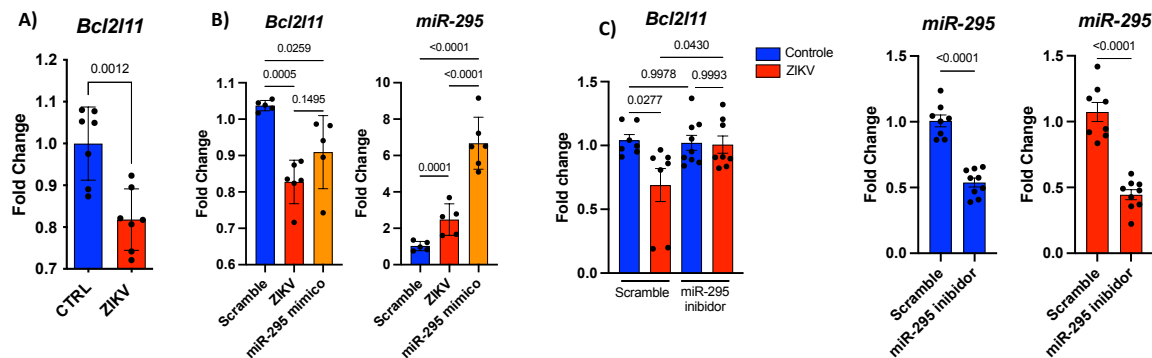 A)
Bcl2l11
0.0012
Fold Change
1.2
1.1
1.0
0.9
0.8
0.7
CTRL
ZIKV
B)
Bcl2l11
0.0259
0.0005
0.1495
Fold Change
1.1
1.0
0.9
0.8
0.7
0.6
Scramble
ZIKV
miR-295 mimico
miR-295
<0.0001
<0.0001
0.0001
Fold Change
10
8
6
4
2
0
Scramble
ZIKV
miR-295 mimico
C)
Bcl2l11
0.0430
0.9978
0.9993
0.0277
Fold Change
1.5
1.0
0.5
0.0
Scramble
miR-295
inibidor
Controle
ZIKV
miR-295
<0.0001
Fold Change
1.5
1.0
0.5
0.0
Scramble
miR-295 inibidor
miR-295
<0.0001
Fold Change
1.5
1.0
0.5
0.0
Scramble
miR-295 inibidor